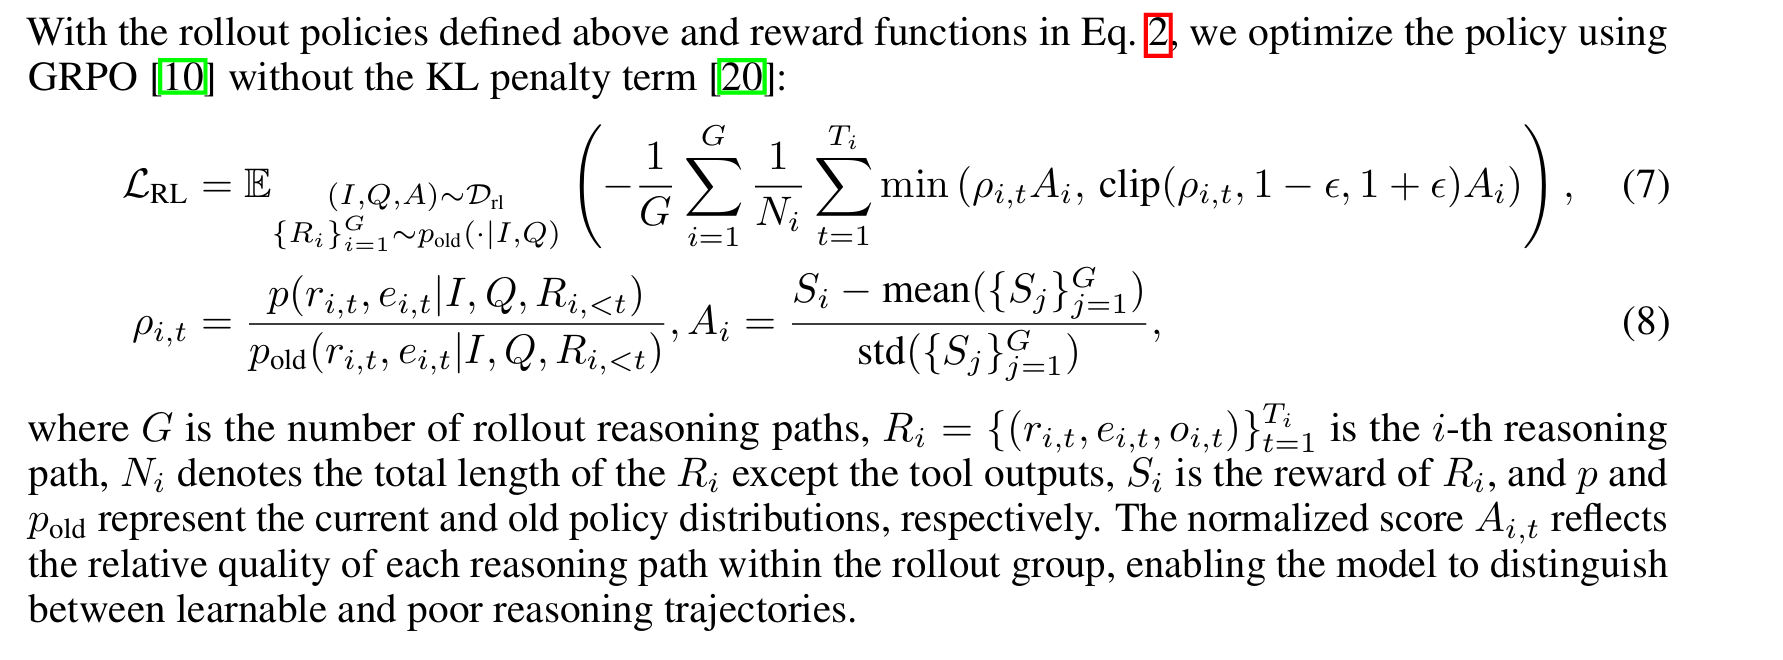 With the rollout policies defined above and reward functions in Eq. 2, we optimize the policy using
GRPO [10] without the KL penalty term [20]:
$\mathcal{L}_{\text{RL}} = \mathbb{E}_{\substack{(I,Q,A)\sim\mathcal{D}_{\text{rl}} \\ \{R_i\}_{i=1}^{G}\sim p_{\text{old}}(\cdot|I,Q)}} \left( -\frac{1}{G} \sum_{i=1}^{G} \frac{1}{N_i} \sum_{t=1}^{T_i} \min\left(\rho_{i,t} A_i, \, \text{clip}(\rho_{i,t}, 1-\epsilon, 1+\epsilon) A_i\right) \right), \quad (7)$
$\rho_{i,t} = \frac{p(r_{i,t}, e_{i,t}|I, Q, R_{i,<t})}{p_{\text{old}}(r_{i,t}, e_{i,t}|I, Q, R_{i,<t})}, A_i = \frac{S_i - \text{mean}(\{S_j\}_{j=1}^{G})}{\text{std}(\{S_j\}_{j=1}^{G})}, \quad (8)$
where $G$ is the number of rollout reasoning paths, $R_i = \{(r_{i,t}, e_{i,t}, o_{i,t})\}_{t=1}^{T_i}$ is the $i$-th reasoning
path, $N_i$ denotes the total length of the $R_i$ except the tool outputs, $S_i$ is the reward of $R_i$, and $p$ and
$p_{\text{old}}$ represent the current and old policy distributions, respectively. The normalized score $A_{i,t}$ reflects
the relative quality of each reasoning path within the rollout group, enabling the model to distinguish
between learnable and poor reasoning trajectories.